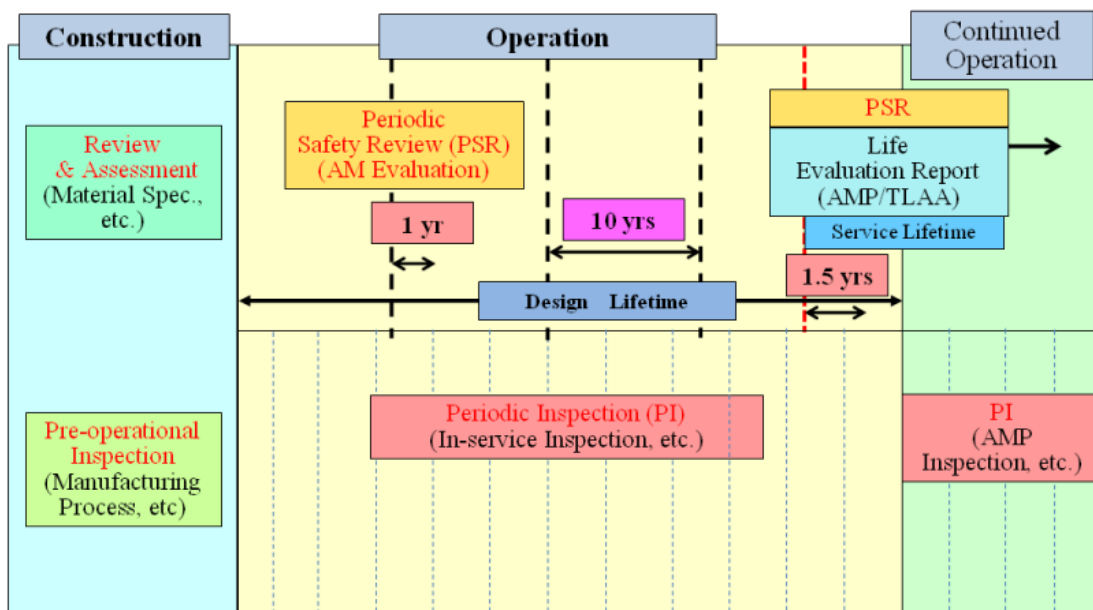 Construction
Operation
Continued
Operation
Review
& Assessment
(Material Spec.,
etc.)
Periodic
Safety Review (PSR)
(AM Evaluation)
1 yr
10 yrs
PSR
Life
Evaluation Report
(AMP/TLAA)
Service Lifetime
1.5 yrs
Design Lifetime
Pre-operational
Inspection
(Manufacturing
Process, etc)
Periodic Inspection (PI)
(In-service Inspection, etc.)
PI
(AMP
Inspection, etc.)